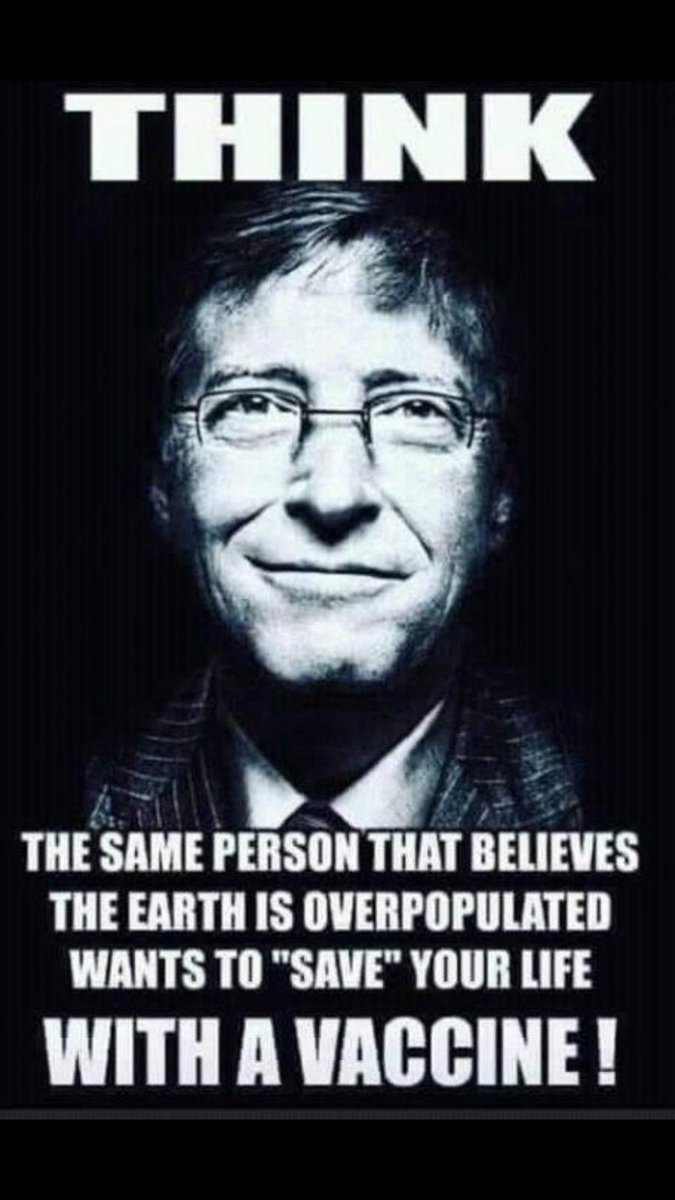 THINK
THE SAME PERSON THAT BELIEVES
THE EARTH IS OVERPOPULATED
WANTS TO "SAVE" YOUR LIFE
WITH A VACCINE !